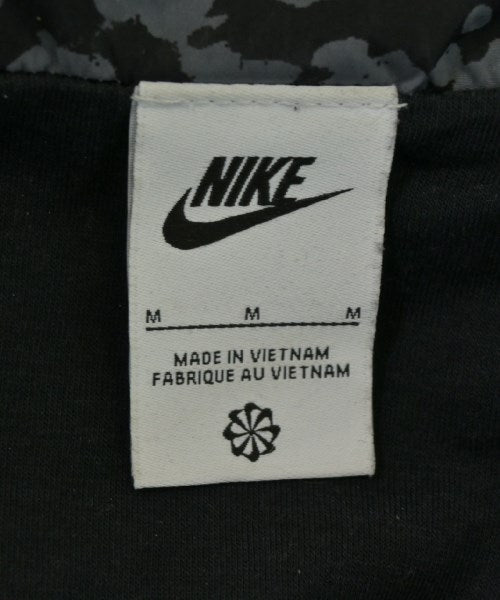 NIKE
M M M
MADE IN VIETNAM
FABRIQUE AU VIETNAM